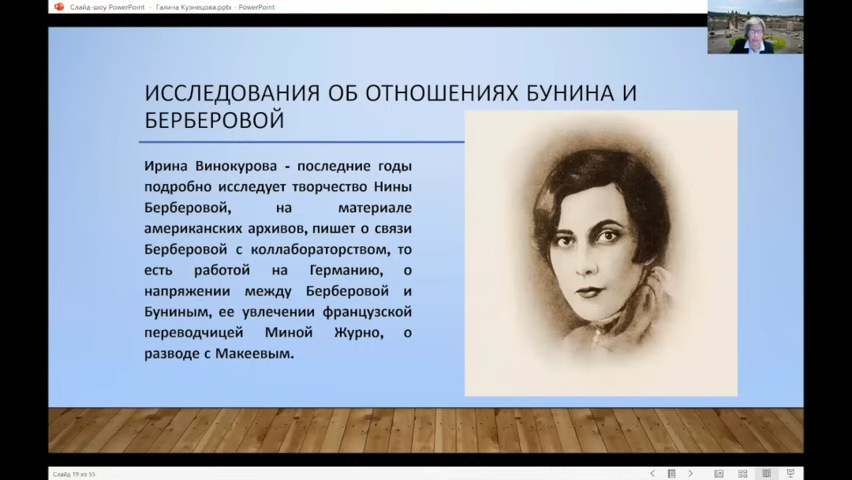 Слайд-шоу PowerPoint - Галина Кузнецова.pptx - PowerPoint
ИССЛЕДОВАНИЯ ОБ ОТНОШЕНИЯХ БУНИНА И
БЕРБЕРОВОЙ
Ирина Винокурова - последние годы
подробно исследует творчество Нины
Берберовой, на материале
американских архивов, пишет о связи
Берберовой с коллабораторством, то
есть работой на Германию, о
напряжении между Берберовой и
Буниным, ее увлечении французской
переводчицей Миной Журно, о
разводе с Макеевым.
Слайд 19 из 55